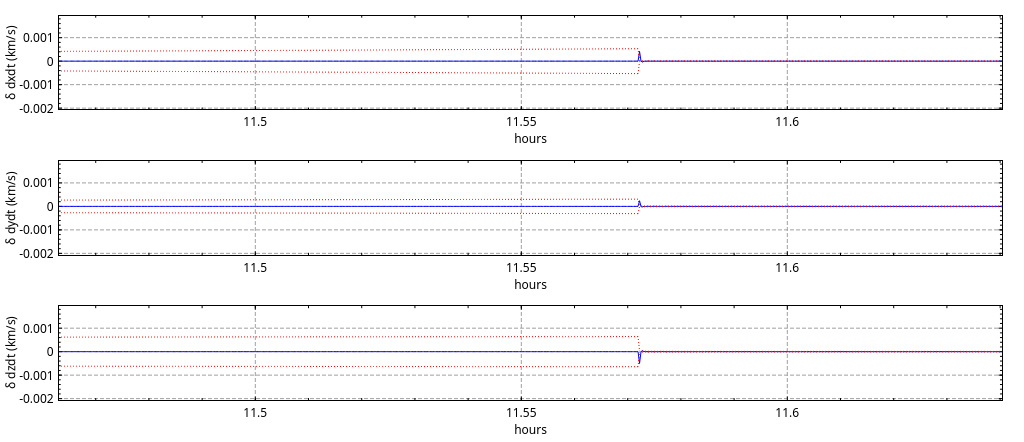 δ dxdt (km/s)
0.001
0
-0.001
-0.002
11.5 11.55 11.6
hours
δ dydt (km/s)
0.001
0
-0.001
-0.002
11.5 11.55 11.6
hours
δ dzdt (km/s)
0.001
0
-0.001
-0.002
11.5 11.55 11.6
hours